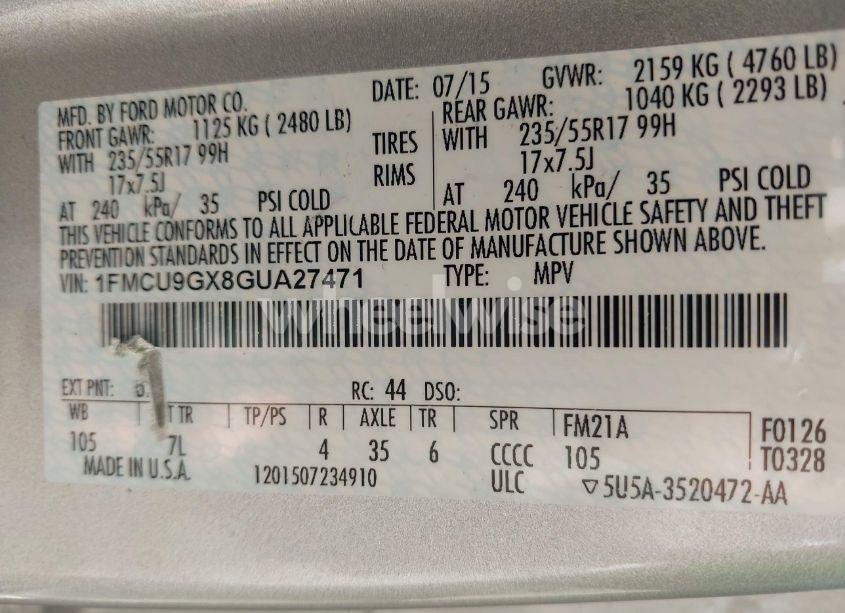 MFD. BY FORD MOTOR CO.
DATE: 07/15 GVWR: 2159 KG ( 4760 LB)
FRONT GAWR: 1125 KG ( 2480 LB)
REAR GAWR: 1040 KG ( 2293 LB)
WITH 235/55R17 99H TIRES WITH 235/55R17 99H
17x7.5J RIMS 17x7.5J
AT 240 kPa/ 35 PSI COLD AT 240 kPa/ 35 PSI COLD
THIS VEHICLE CONFORMS TO ALL APPLICABLE FEDERAL MOTOR VEHICLE SAFETY AND THEFT
PREVENTION STANDARDS IN EFFECT ON THE DATE OF MANUFACTURE SHOWN ABOVE.
VIN: 1FMCU9GX8GUA27471 TYPE: MPV
wheelwise
EXT PNT: RC: 44 DSO:
WB TR TP/PS R AXLE TR SPR FM21A F0126
105 7L 4 35 6 CCCC 105 T0328
MADE IN U.S.A. 1201507234910 ULC ▽5U5A-3520472-AA